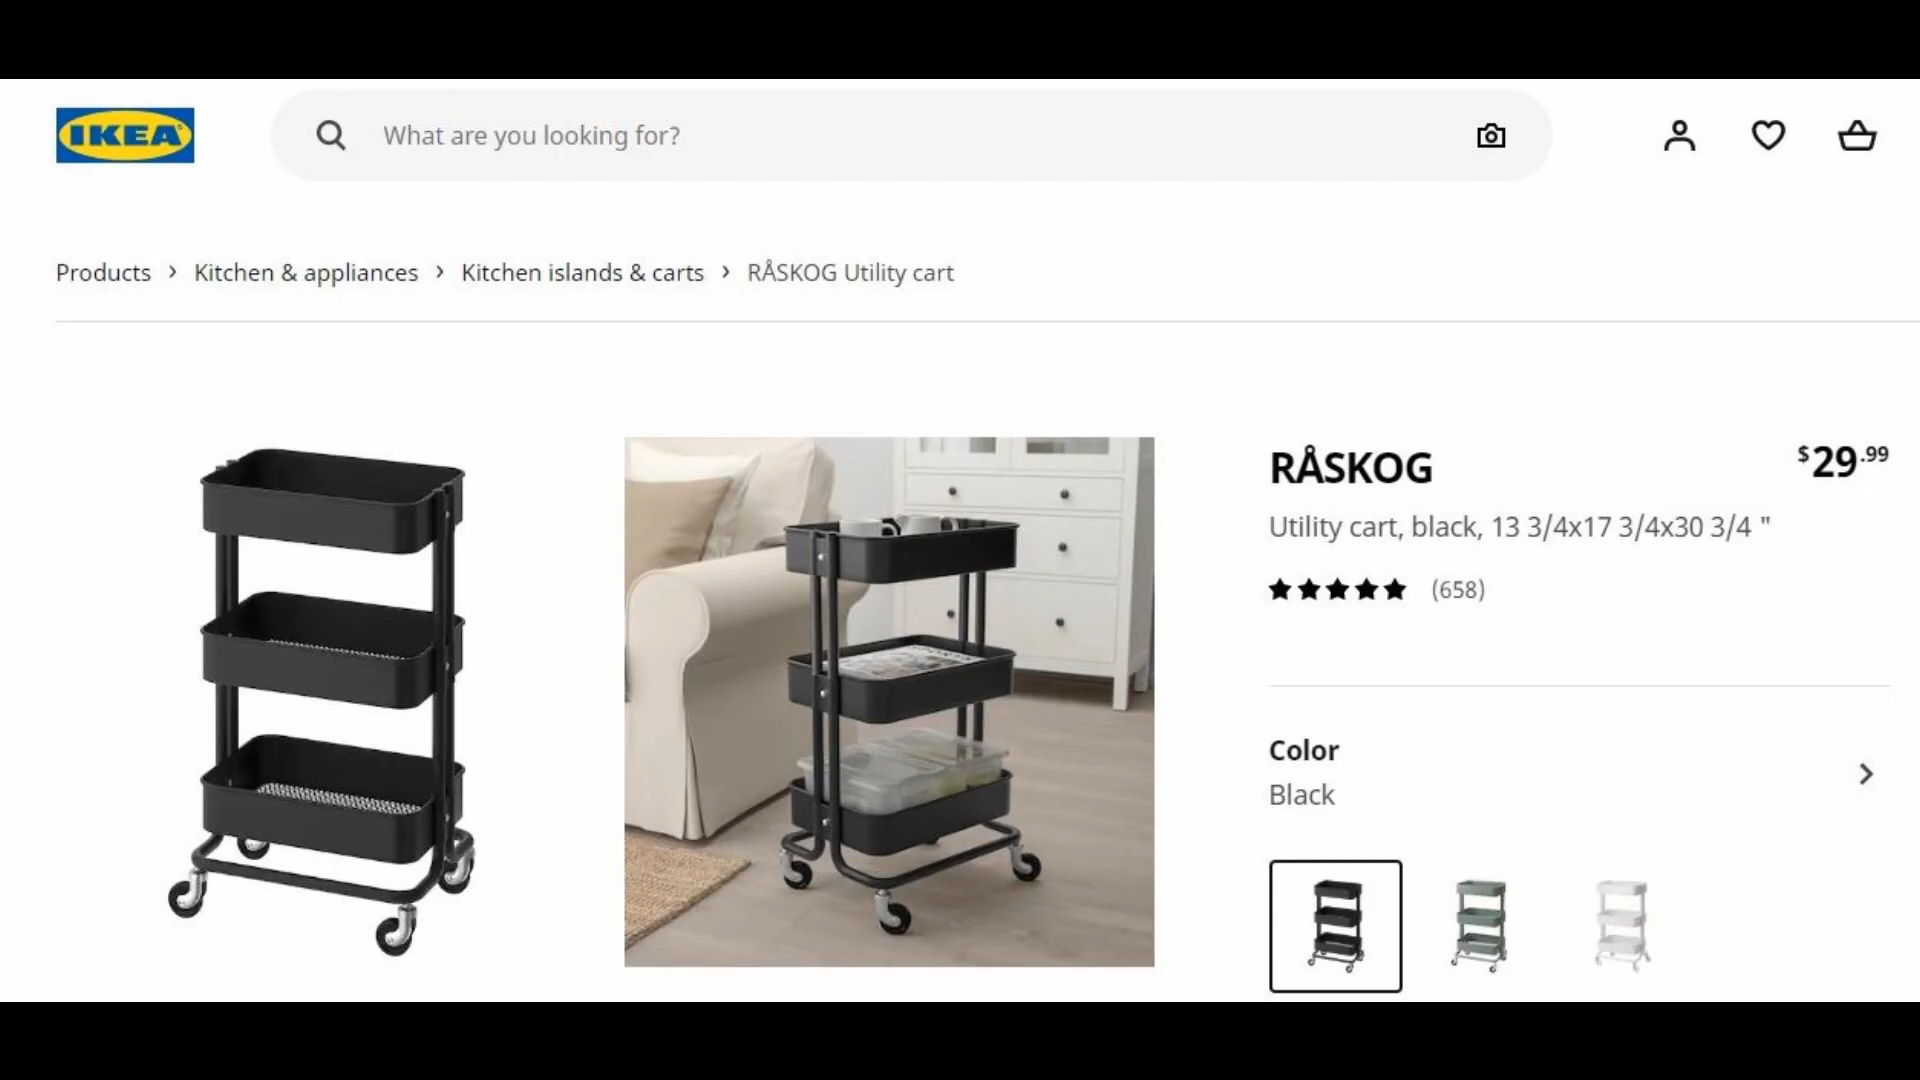 IKEA
What are you looking for?
Products › Kitchen & appliances › Kitchen islands & carts › RÅSKOG Utility cart
RÅSKOG
$29.99
Utility cart, black, 13 3/4x17 3/4x30 3/4 "
(658)
Color
Black